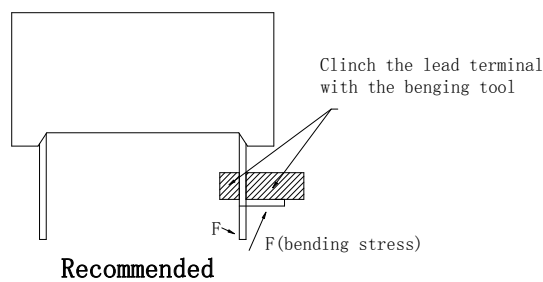 Clinch the lead terminal
with the benging tool
F
F(bending stress)
Recommended